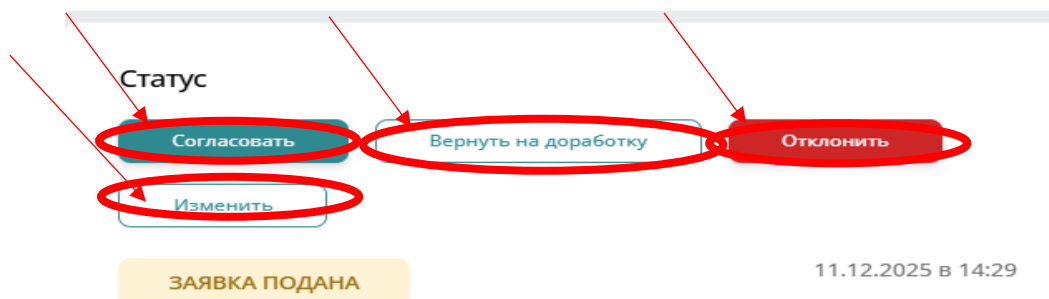 Статус
Согласовать Вернуть на доработку Отклонить
Изменить
ЗАЯВКА ПОДАНА 11.12.2025 в 14:29